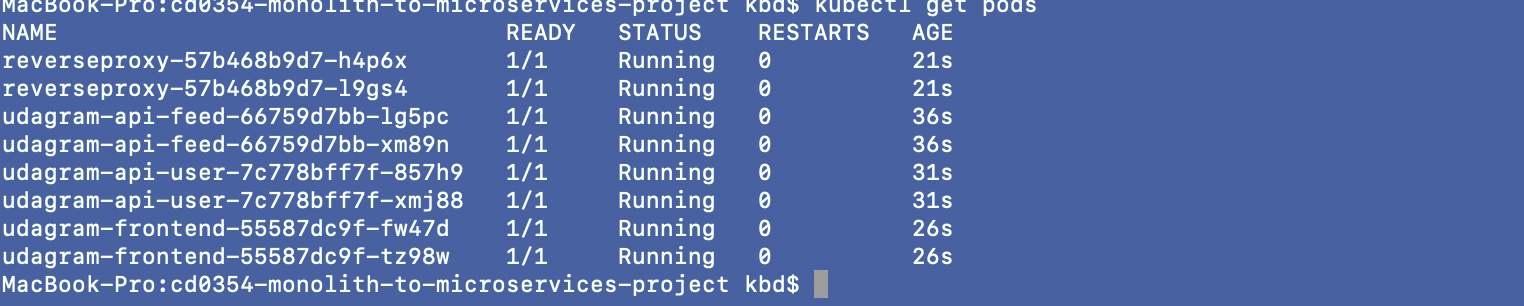 MacBook-Pro:cd0354-monolith-to-microservices-project kbd$ kubectl get pods
NAME READY STATUS RESTARTS AGE
reverseproxy-57b468b9d7-h4p6x 1/1 Running 0 21s
reverseproxy-57b468b9d7-l9gs4 1/1 Running 0 21s
udagram-api-feed-66759d7bb-lg5pc 1/1 Running 0 36s
udagram-api-feed-66759d7bb-xm89n 1/1 Running 0 36s
udagram-api-user-7c778bff7f-857h9 1/1 Running 0 31s
udagram-api-user-7c778bff7f-xmj88 1/1 Running 0 31s
udagram-frontend-55587dc9f-fw47d 1/1 Running 0 26s
udagram-frontend-55587dc9f-tz98w 1/1 Running 0 26s
MacBook-Pro:cd0354-monolith-to-microservices-project kbd$